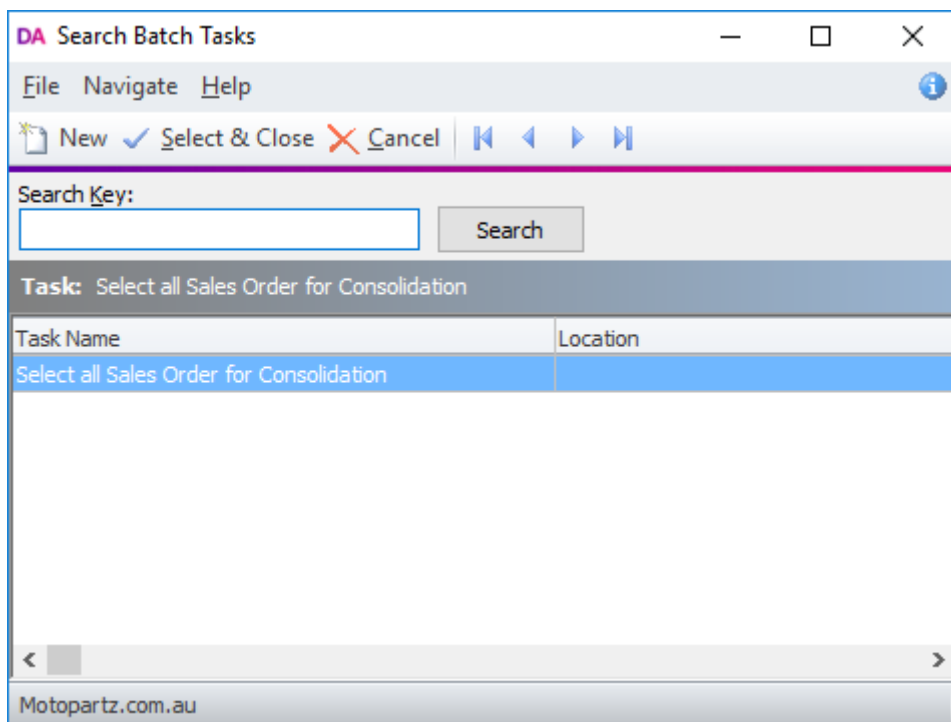 DA Search Batch Tasks
File Navigate Help
New Select & Close Cancel
Search Key:
Search
Task: Select all Sales Order for Consolidation
Task Name Location
Select all Sales Order for Consolidation
Motopartz.com.au